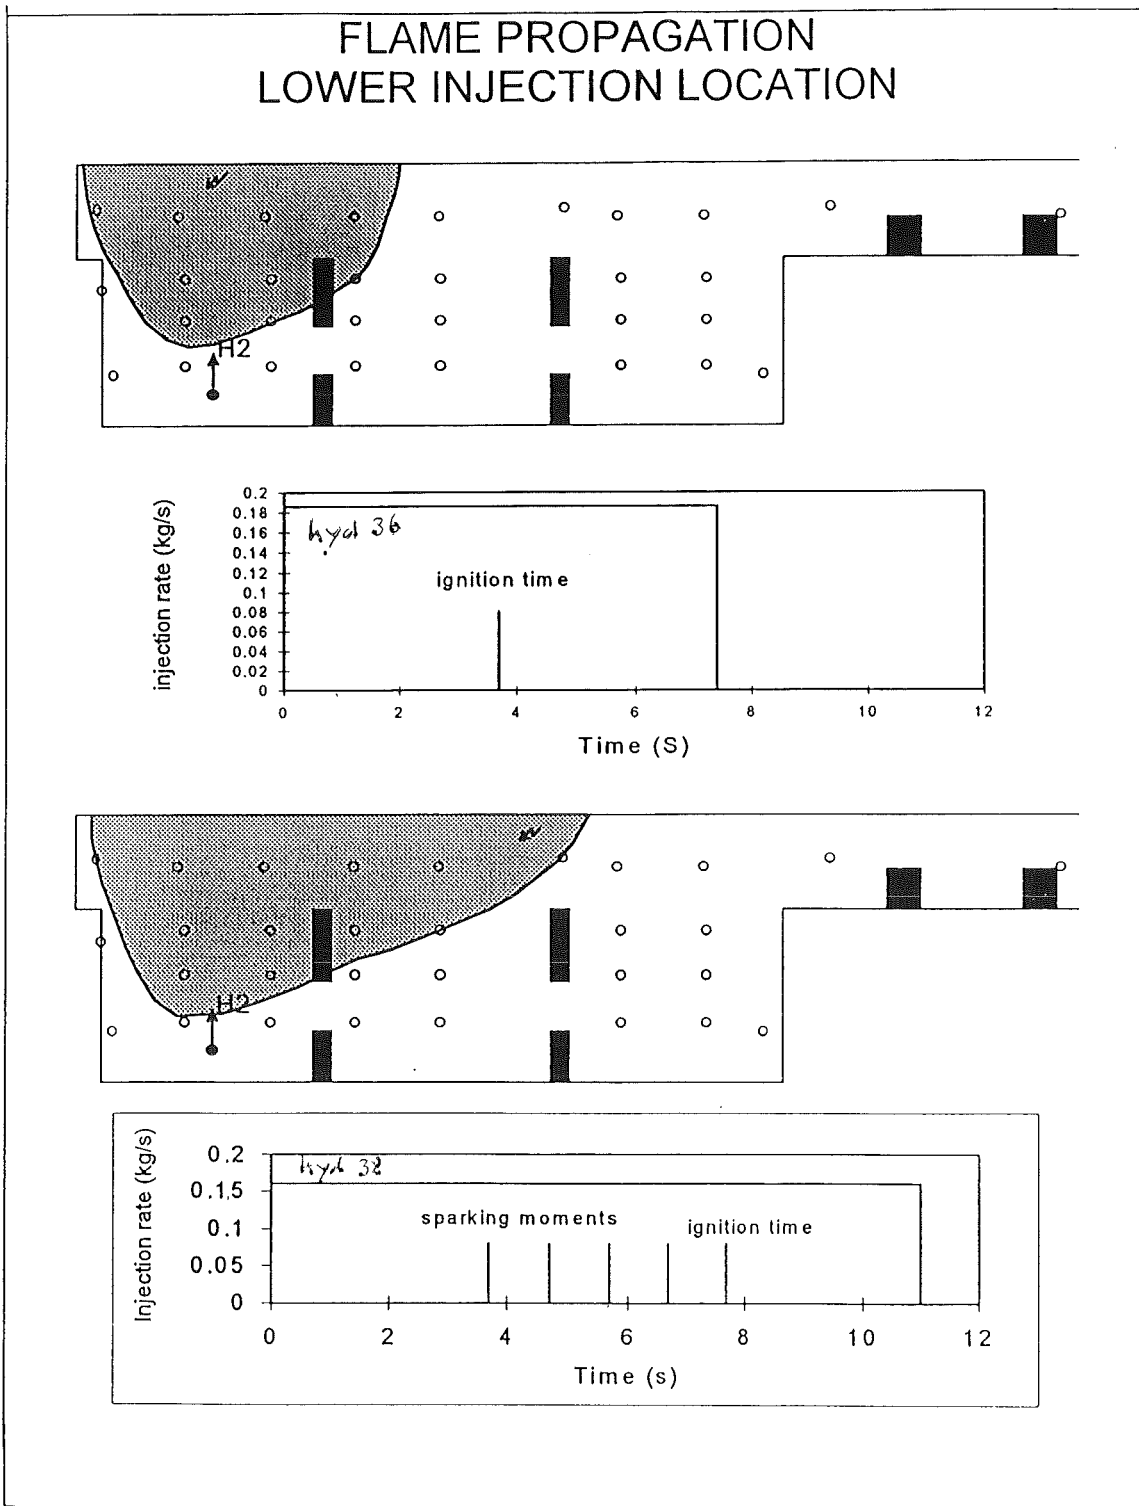 FLAME PROPAGATION
LOWER INJECTION LOCATION
H2
injection rate (kg/s)
0.2
0.18
0.16
0.14
0.12
0.1
0.08
0.06
0.04
0.02
0
hyd 36
ignition time
0 2 4 6 8 10 12
Time (S)
H2
Injection rate (kg/s)
0.2
0.15
0.1
0.05
0
hyd 38
sparking moments
ignition time
0 2 4 6 8 10 12
Time (s)